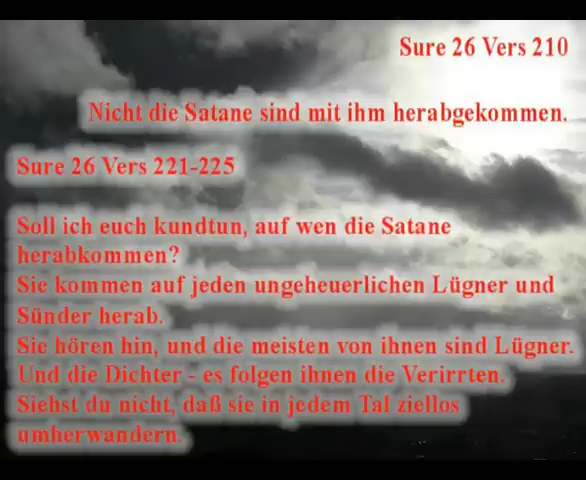 Sure 26 Vers 210
Nicht die Satane sind mit ihm herabgekommen.
Sure 26 Vers 221-225
Soll ich euch kundtun, auf wen die Satane
herabkommen?
Sie kommen auf jeden ungeheuerlichen Lügner und
Sünder herab.
Sie hören hin, und die meisten von ihnen sind Lügner.
Und die Dichter - es folgen ihnen die Verirrten.
Siehst du nicht, daß sie in jedem Tal ziellos
umherwandern.